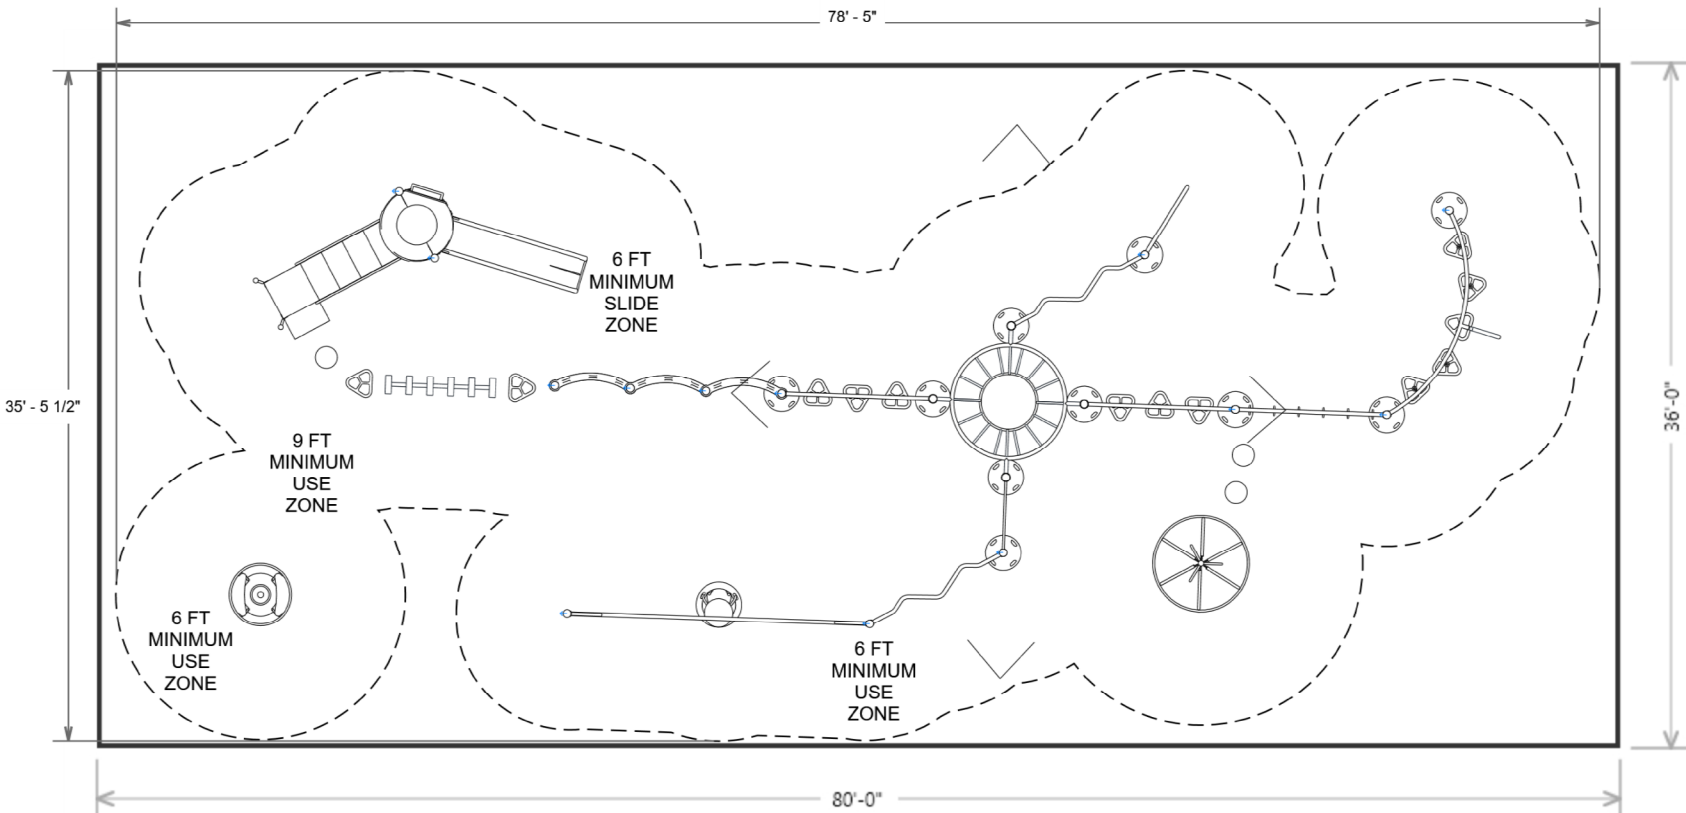 78' - 5"
6 FT
MINIMUM
SLIDE
ZONE
35' - 5 1/2"
36'-0"
9 FT
MINIMUM
USE
ZONE
6 FT
MINIMUM
USE
ZONE
6 FT
MINIMUM
USE
ZONE
80'-0"